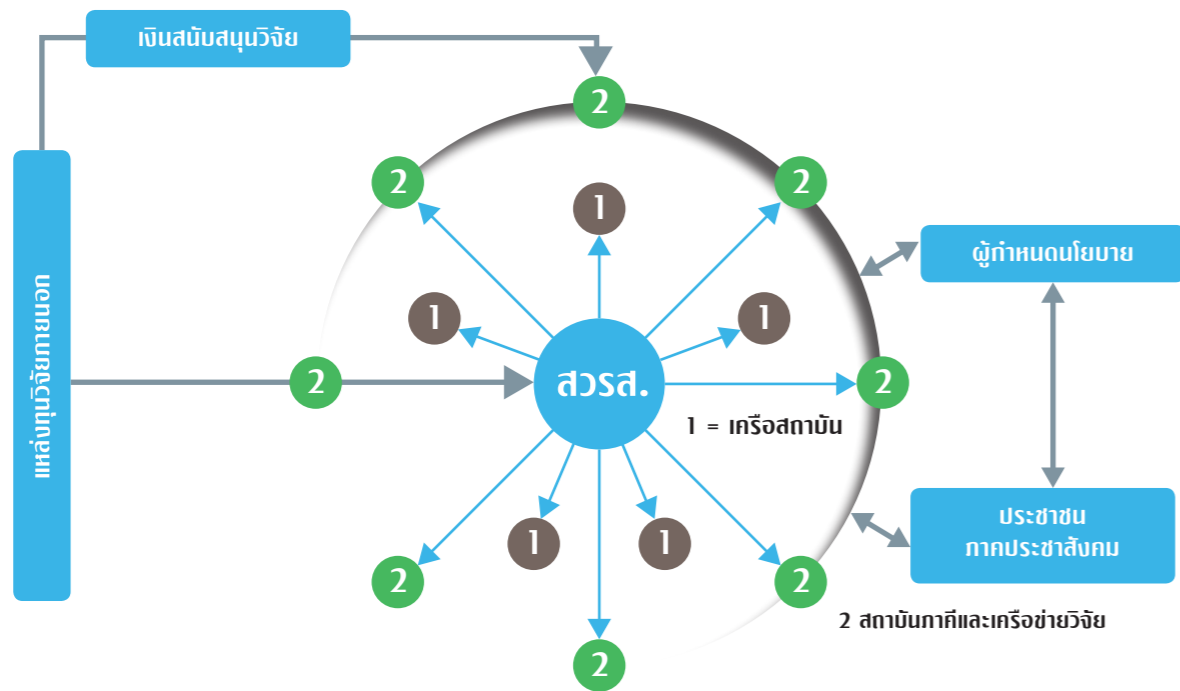 เงินสนับสนุนวิจัย
2
2
2
1
ผู้กำหนดนโยบาย
แหล่งทุนวิจัยภายนอก
1
1
2
สวรส.
2
1 = เครือสถาบัน
1
1
ประชาชน
ภาคประชาสังคม
2
2
2 สถาบันภาคีและเครือข่ายวิจัย
2